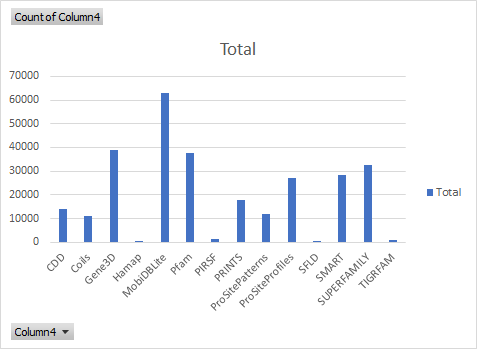 Count of Column4
Total
70000
60000
50000
40000
30000
20000
10000
0
CDD
Coils
Gene3D
Hamap
MobiDBLite
Pfam
PIRSF
PRINTS
ProSitePatterns
ProSiteProfiles
SFLD
SMART
SUPERFAMILY
TIGRFAM
Total
Column4